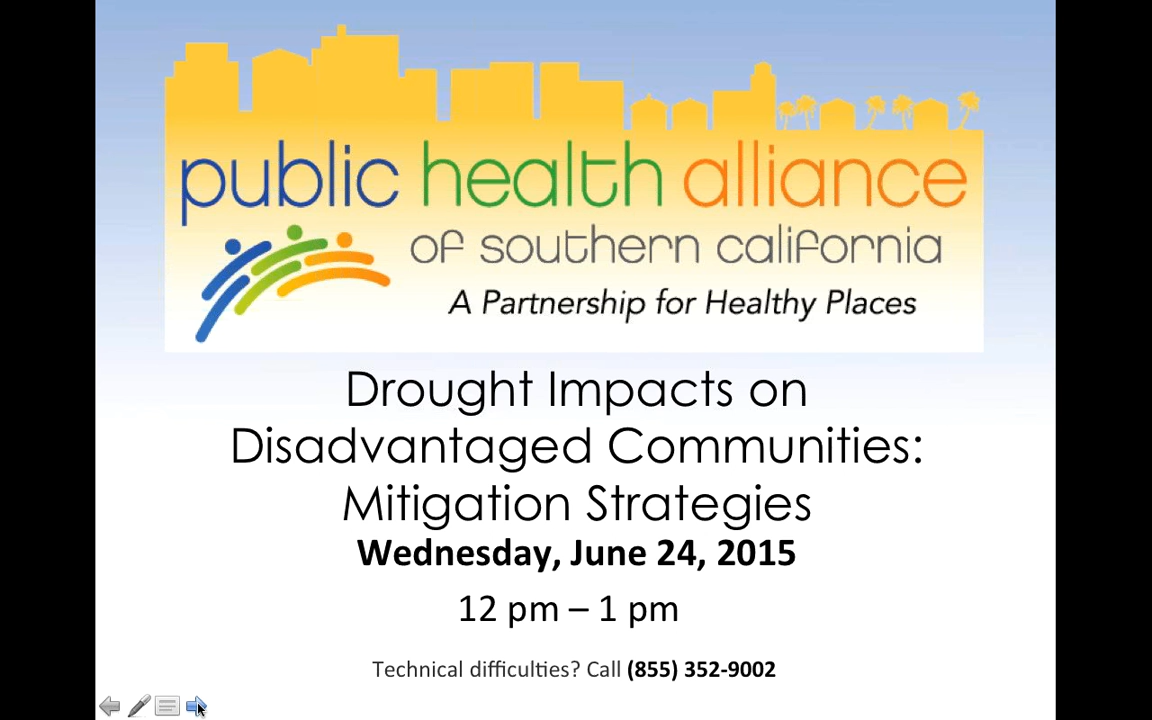 public health alliance
of southern california
A Partnership for Healthy Places
Drought Impacts on
Disadvantaged Communities:
Mitigation Strategies
Wednesday, June 24, 2015
12 pm – 1 pm
Technical difficulties? Call (855) 352-9002